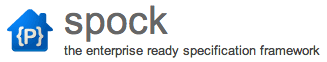 {P}
spock
the enterprise ready specification framework